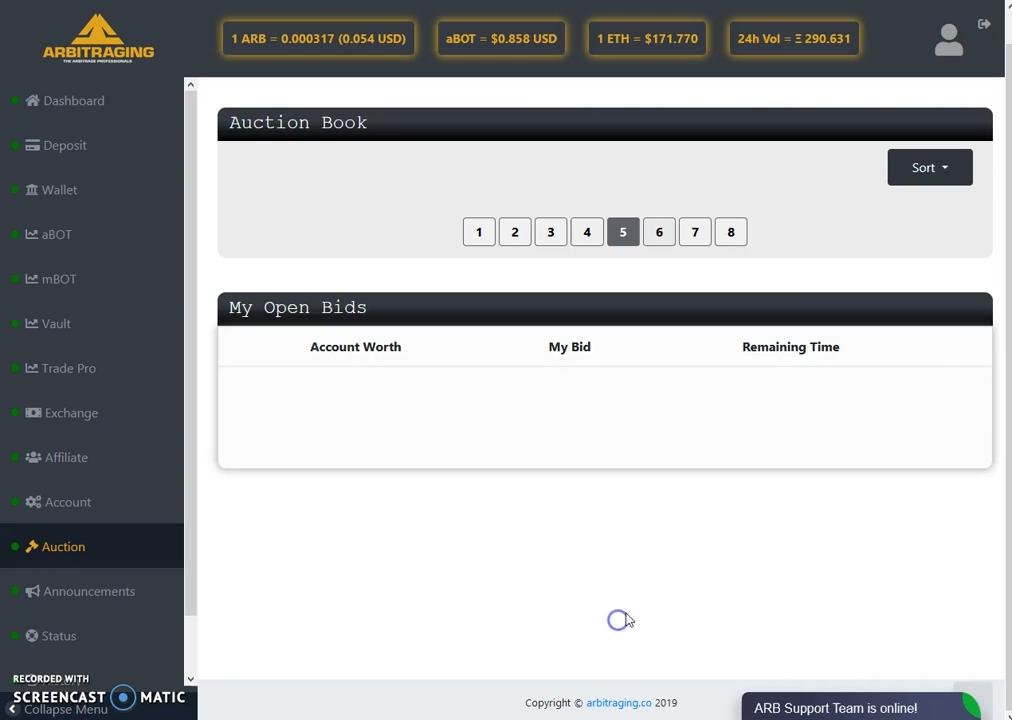 ARBITRAGING
THE ARBITRAGE PROFESSIONALS
1 ARB = 0.000317 (0.054 USD)
aBOT = $0.858 USD
1 ETH = $171.770
24h Vol = Ξ 290.631
Dashboard
Deposit
Wallet
aBOT
mBOT
Vault
Trade Pro
Exchange
Affiliate
Account
Auction
Announcements
Status
Collapse Menu
RECORDED WITH
SCREENCAST MATIC
Auction Book
Sort
1 2 3 4 5 6 7 8
My Open Bids
Account Worth My Bid Remaining Time
Copyright © arbitraging.co 2019
ARB Support Team is online!